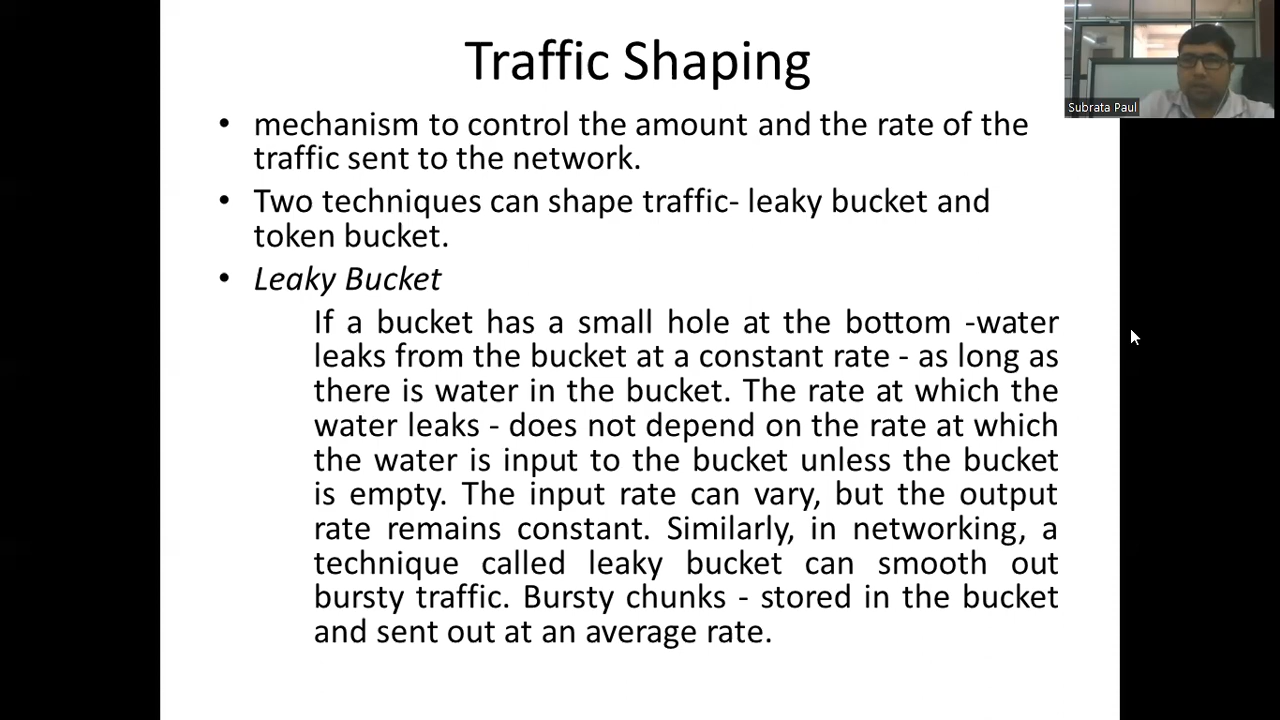 Traffic Shaping
Subrata Paul
• mechanism to control the amount and the rate of the
traffic sent to the network.
• Two techniques can shape traffic- leaky bucket and
token bucket.
• Leaky Bucket
If a bucket has a small hole at the bottom -water
leaks from the bucket at a constant rate - as long as
there is water in the bucket. The rate at which the
water leaks - does not depend on the rate at which
the water is input to the bucket unless the bucket
is empty. The input rate can vary, but the output
rate remains constant. Similarly, in networking, a
technique called leaky bucket can smooth out
bursty traffic. Bursty chunks - stored in the bucket
and sent out at an average rate.